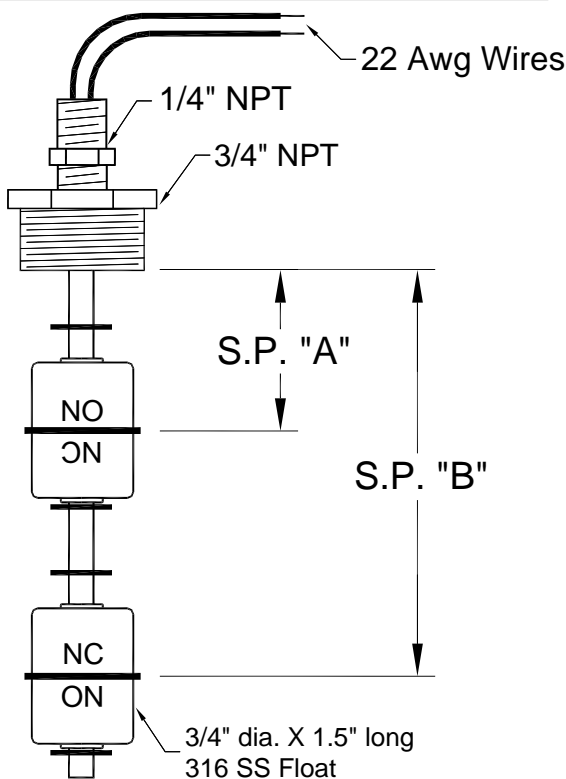 22 Awg Wires
1/4" NPT
3/4" NPT
S.P. "A"
NO
NC
S.P. "B"
NC
NO
3/4" dia. X 1.5" long
316 SS Float